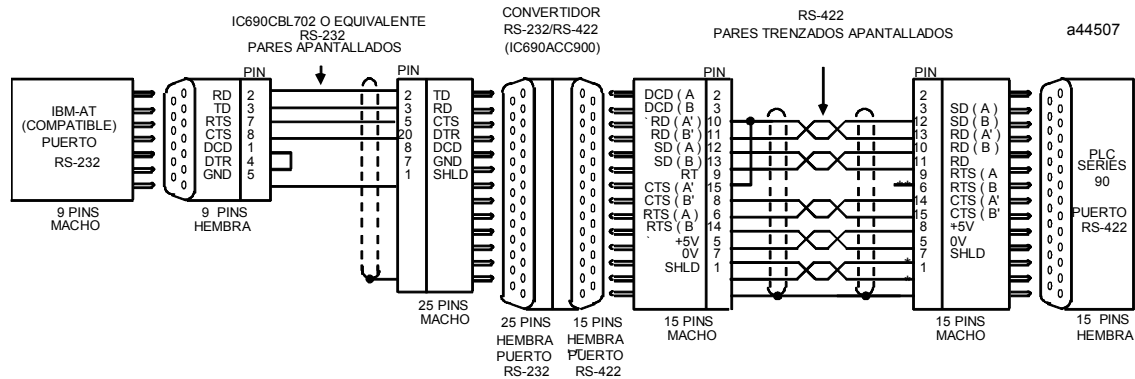 IC690CBL702 O EQUIVALENTE
RS-232
PARES APANTALLADOS
CONVERTIDOR
RS-232/RS-422
(IC690ACC900)
RS-422
PARES TRENZADOS APANTALLADOS
a44507
IBM-AT
(COMPATIBLE)
PUERTO
RS-232
9 PINS
MACHO
PIN
RD 2
TD 3
RTS 7
CTS 8
DCD 1
DTR 4
GND 5
9 PINS
HEMBRA
PIN
2 TD
3 RD
5 CTS
20 DTR
8 DCD
7 GND
1 SHLD
25 PINS
MACHO
25 PINS
HEMBRA
PUERTO
RS-232
15 PINS
HEMBRA
PUERTO
RS-422
PIN
DCD ( A 2
DCD ( B 3
RD ( A' ) 10
RD ( B' ) 11
SD ( A ) 12
SD ( B ) 13
RT 9
CTS ( A' 15
CTS ( B' 8
RTS ( A ) 6
RTS ( B 14
+5V 5
0V 7
SHLD 1
15 PINS
MACHO
PIN
2
3 SD ( A )
12 SD ( B )
13 RD ( A' )
10 RD ( B )
11 RD
9 RTS ( A
** 6 RTS ( B
14 CTS ( A'
15 CTS ( B'
8 +5V
5 0V
7 SHLD
* 1
*
15 PINS
MACHO
PLC
SERIES
90
PUERTO
RS-422
15 PINS
HEMBRA